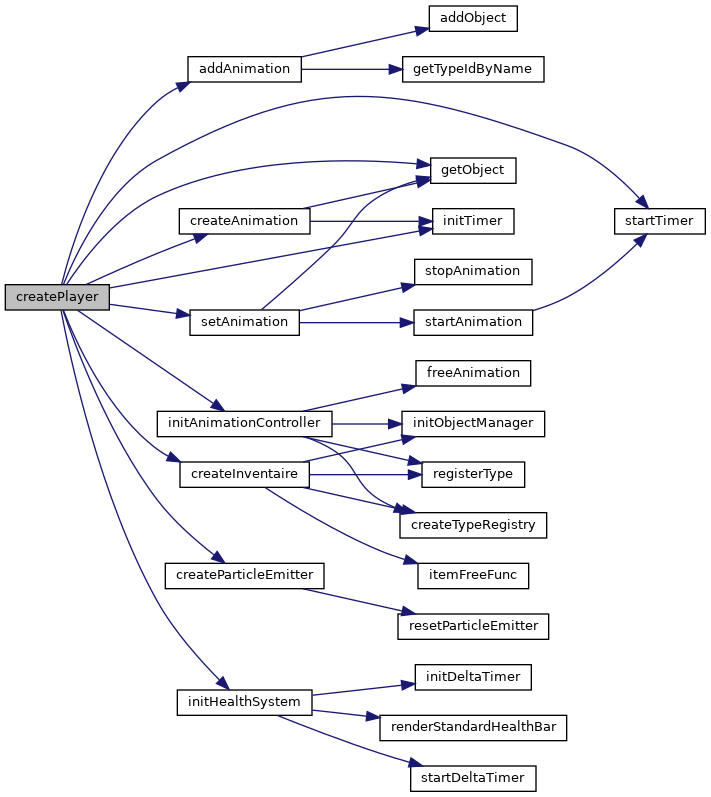 addObject
addAnimation
getTypeIdByName
getObject
createAnimation
initTimer
startTimer
stopAnimation
createPlayer
setAnimation
startAnimation
freeAnimation
initAnimationController
initObjectManager
createInventaire
registerType
createTypeRegistry
createParticleEmitter
itemFreeFunc
resetParticleEmitter
initDeltaTimer
initHealthSystem
renderStandardHealthBar
startDeltaTimer